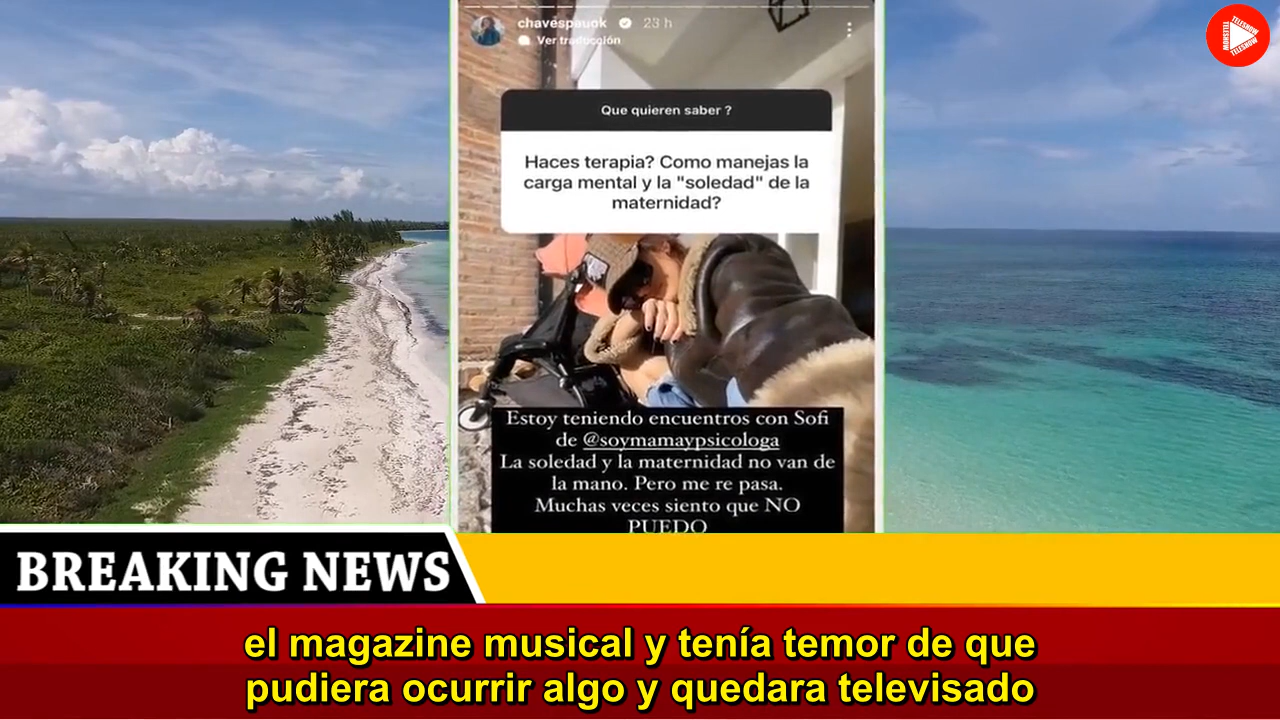 chavespauok 23 h
Ver traducción
TELESHOW
TELESHOW
TELESHOW
Que quieren saber ?
Haces terapia? Como manejas la
carga mental y la "soledad" de la
maternidad?
Estoy teniendo encuentros con Sofi
de @soymamaypsicologa
La soledad y la maternidad no van de
la mano. Pero me re pasa.
Muchas veces siento que NO
PUEDO
BREAKING NEWS
el magazine musical y tenía temor de que
pudiera ocurrir algo y quedara televisado